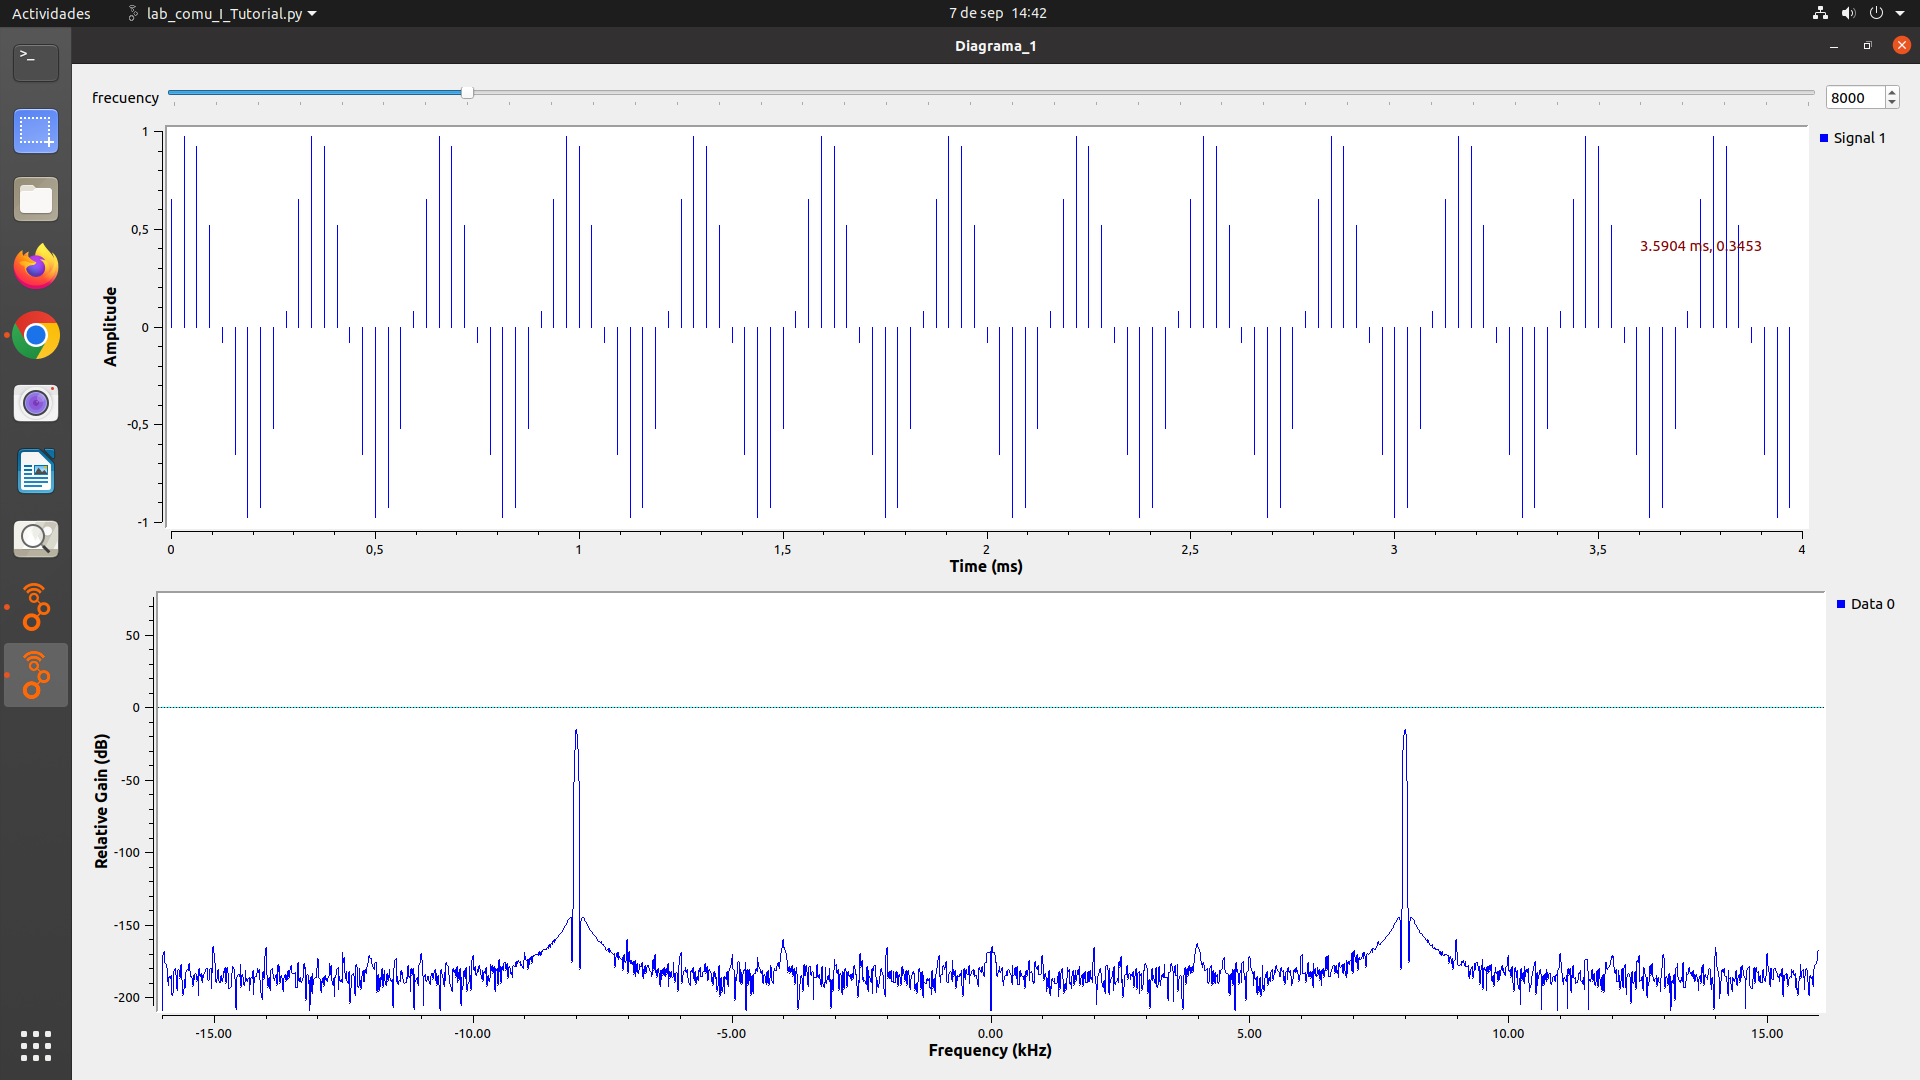 Actividades
lab_comu_I_Tutorial.py
7 de sep 14:42
Diagrama_1
frecuency
8000
1
0,5
0
-0,5
-1
Amplitude
3.5904 ms, 0.3453
Signal 1
0 0,5 1 1,5 2 2,5 3 3,5 4
Time (ms)
50
0
-50
-100
-150
-200
Relative Gain (dB)
Data 0
-15.00 -10.00 -5.00 0.00 5.00 10.00 15.00
Frequency (kHz)